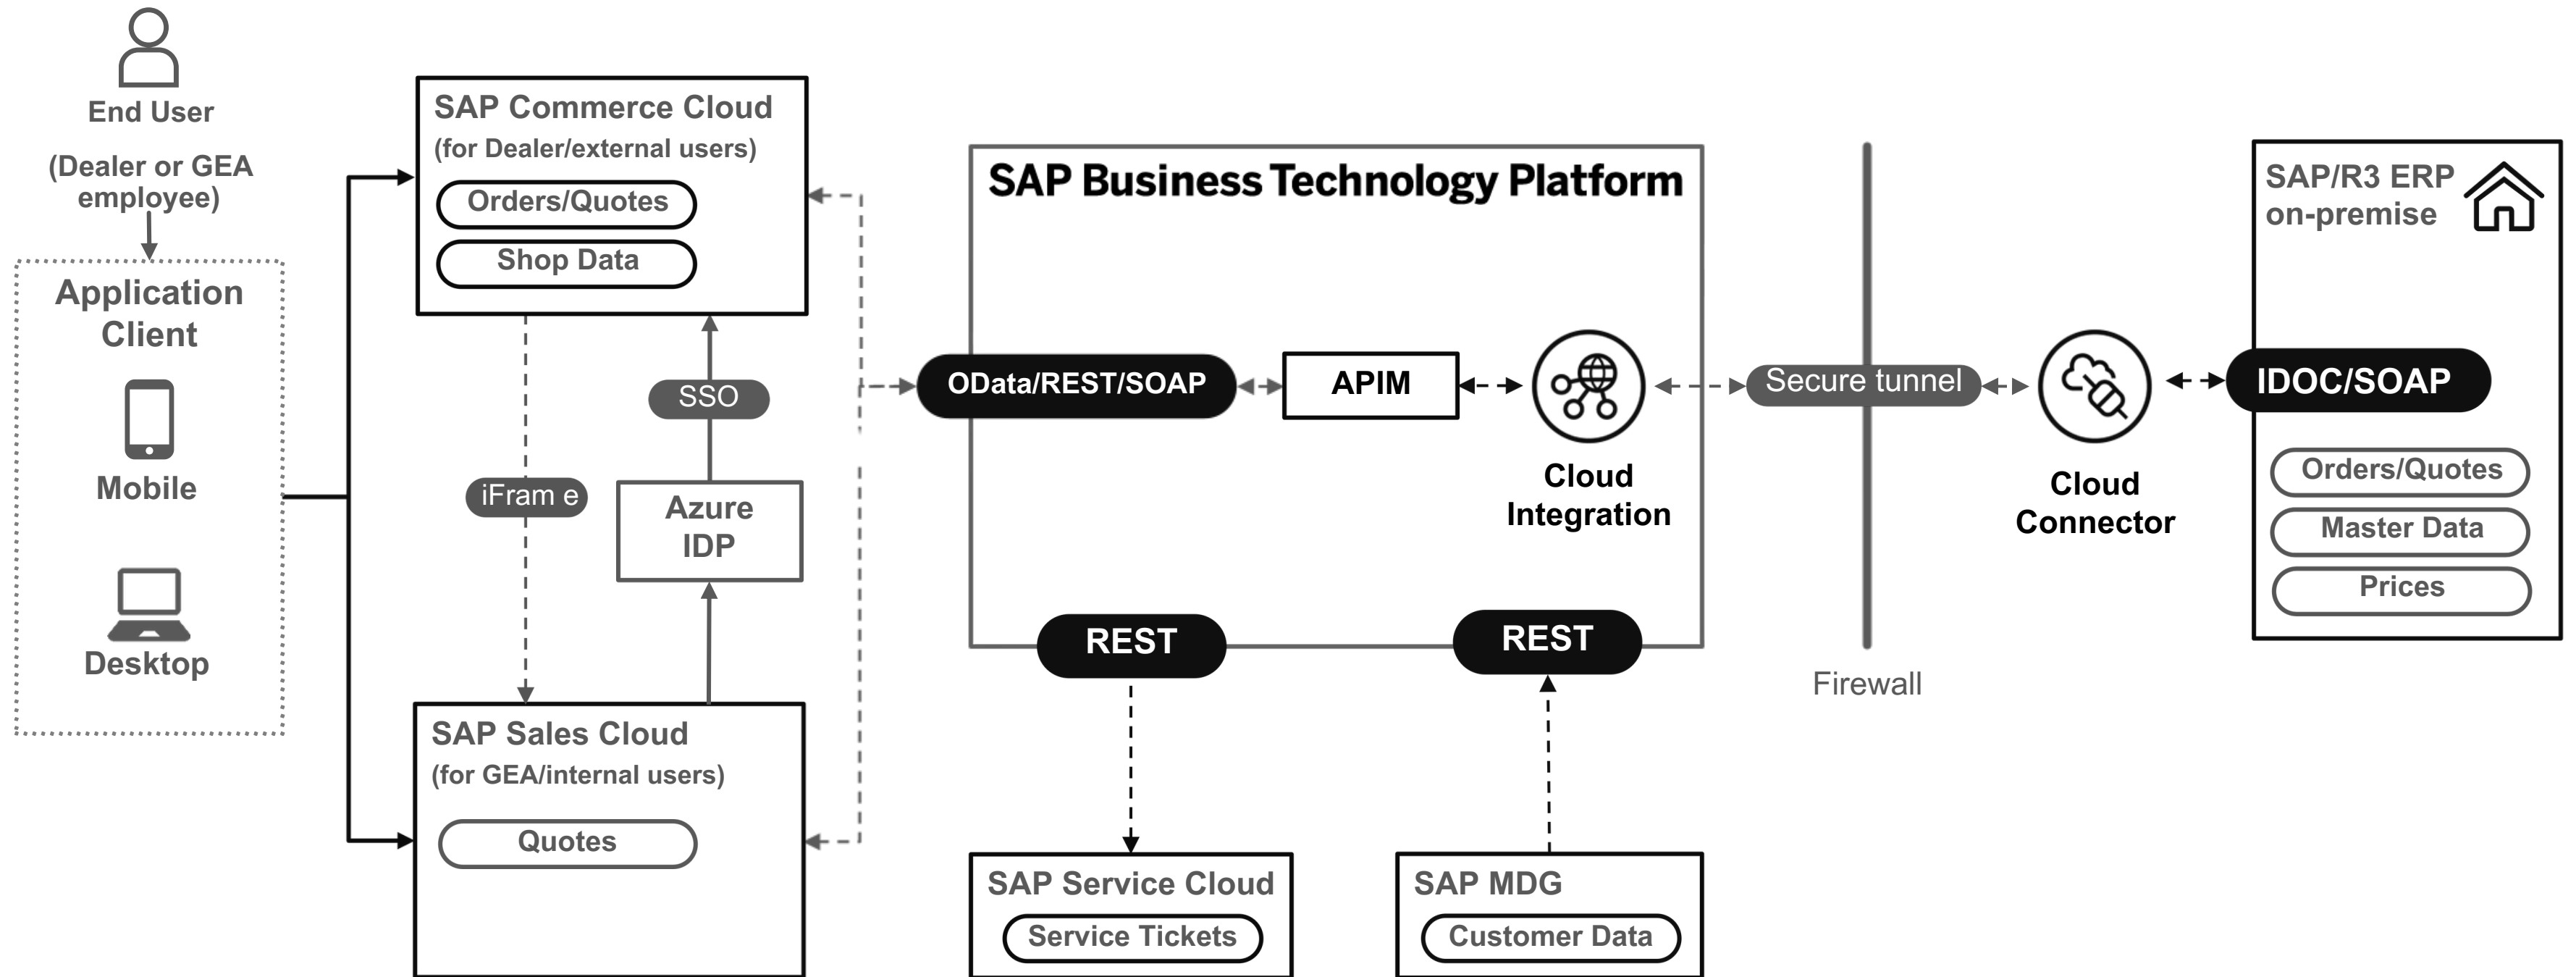 End User
(Dealer or GEA
employee)
Application
Client
Mobile
Desktop
SAP Commerce Cloud
(for Dealer/external users)
Orders/Quotes
Shop Data
SSO
iFram e
Azure
IDP
SAP Sales Cloud
(for GEA/internal users)
Quotes
SAP Business Technology Platform
OData/REST/SOAP
APIM
Cloud
Integration
REST
REST
SAP Service Cloud
Service Tickets
SAP MDG
Customer Data
Secure tunnel
Firewall
Cloud
Connector
SAP/R3 ERP
on-premise
IDOC/SOAP
Orders/Quotes
Master Data
Prices